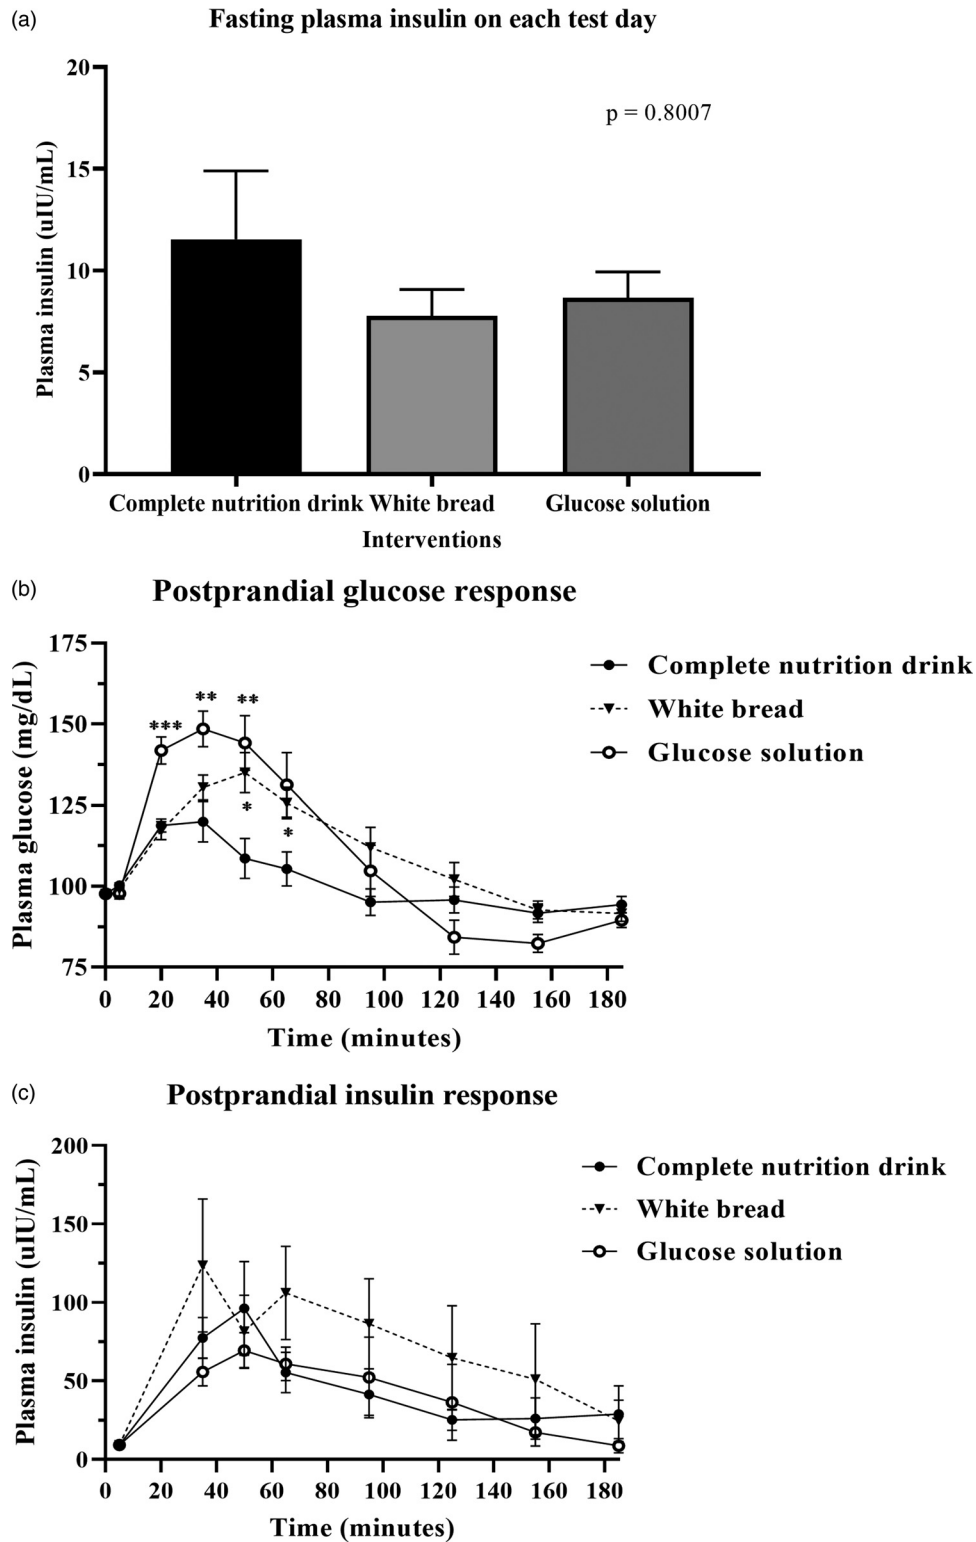 (a)
Fasting plasma insulin on each test day
p = 0.8007
Plasma insulin (uIU/mL)
20
15
10
5
0
Complete nutrition drink White bread Glucose solution
Interventions
(b)
Postprandial glucose response
Plasma glucose (mg/dL)
175
150
125
100
75
***
**
**
*
*
Complete nutrition drink
White bread
Glucose solution
0 20 40 60 80 100 120 140 160 180
Time (minutes)
(c)
Postprandial insulin response
Plasma insulin (uIU/mL)
200
150
100
50
0
Complete nutrition drink
White bread
Glucose solution
0 20 40 60 80 100 120 140 160 180
Time (minutes)